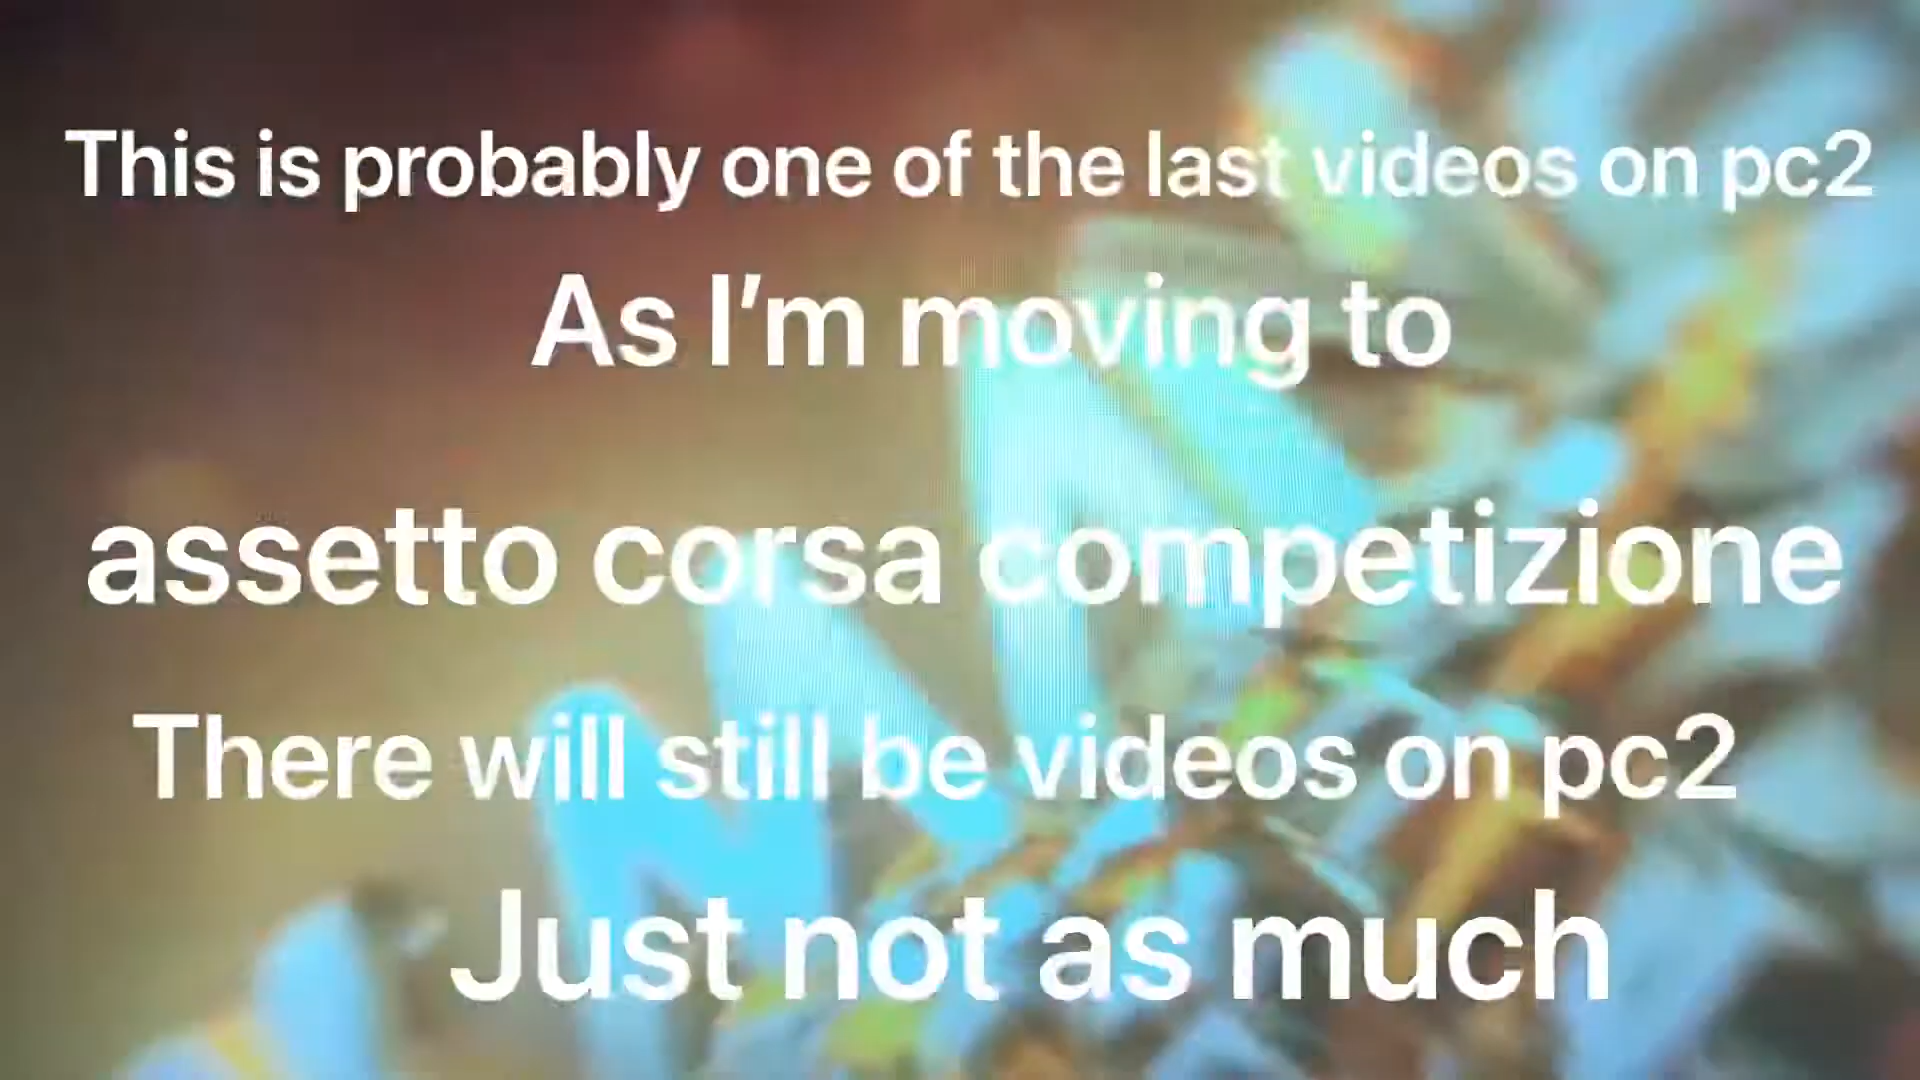 This is probably one of the last videos on pc2
As I'm moving to
assetto corsa competizione
There will still be videos on pc2
Just not as much